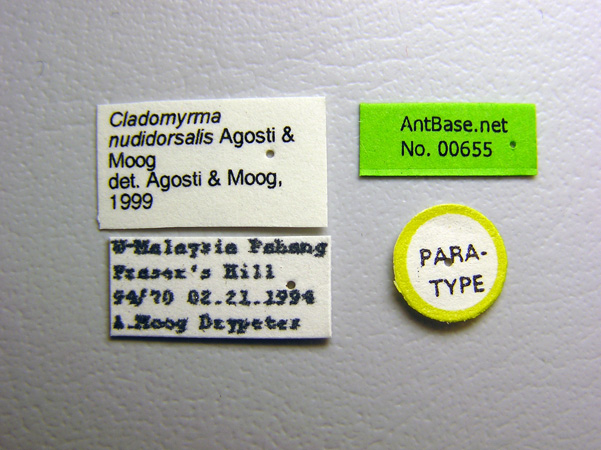 Cladomyrma
nudidorsalis Agosti &
Moog
det. Agosti & Moog,
1999
AntBase.net
No. 00655
W-Malaysia Pahang
Fraser's Hill
94/70 02.21.1994
A.Moog Drypetes
PARA-
TYPE